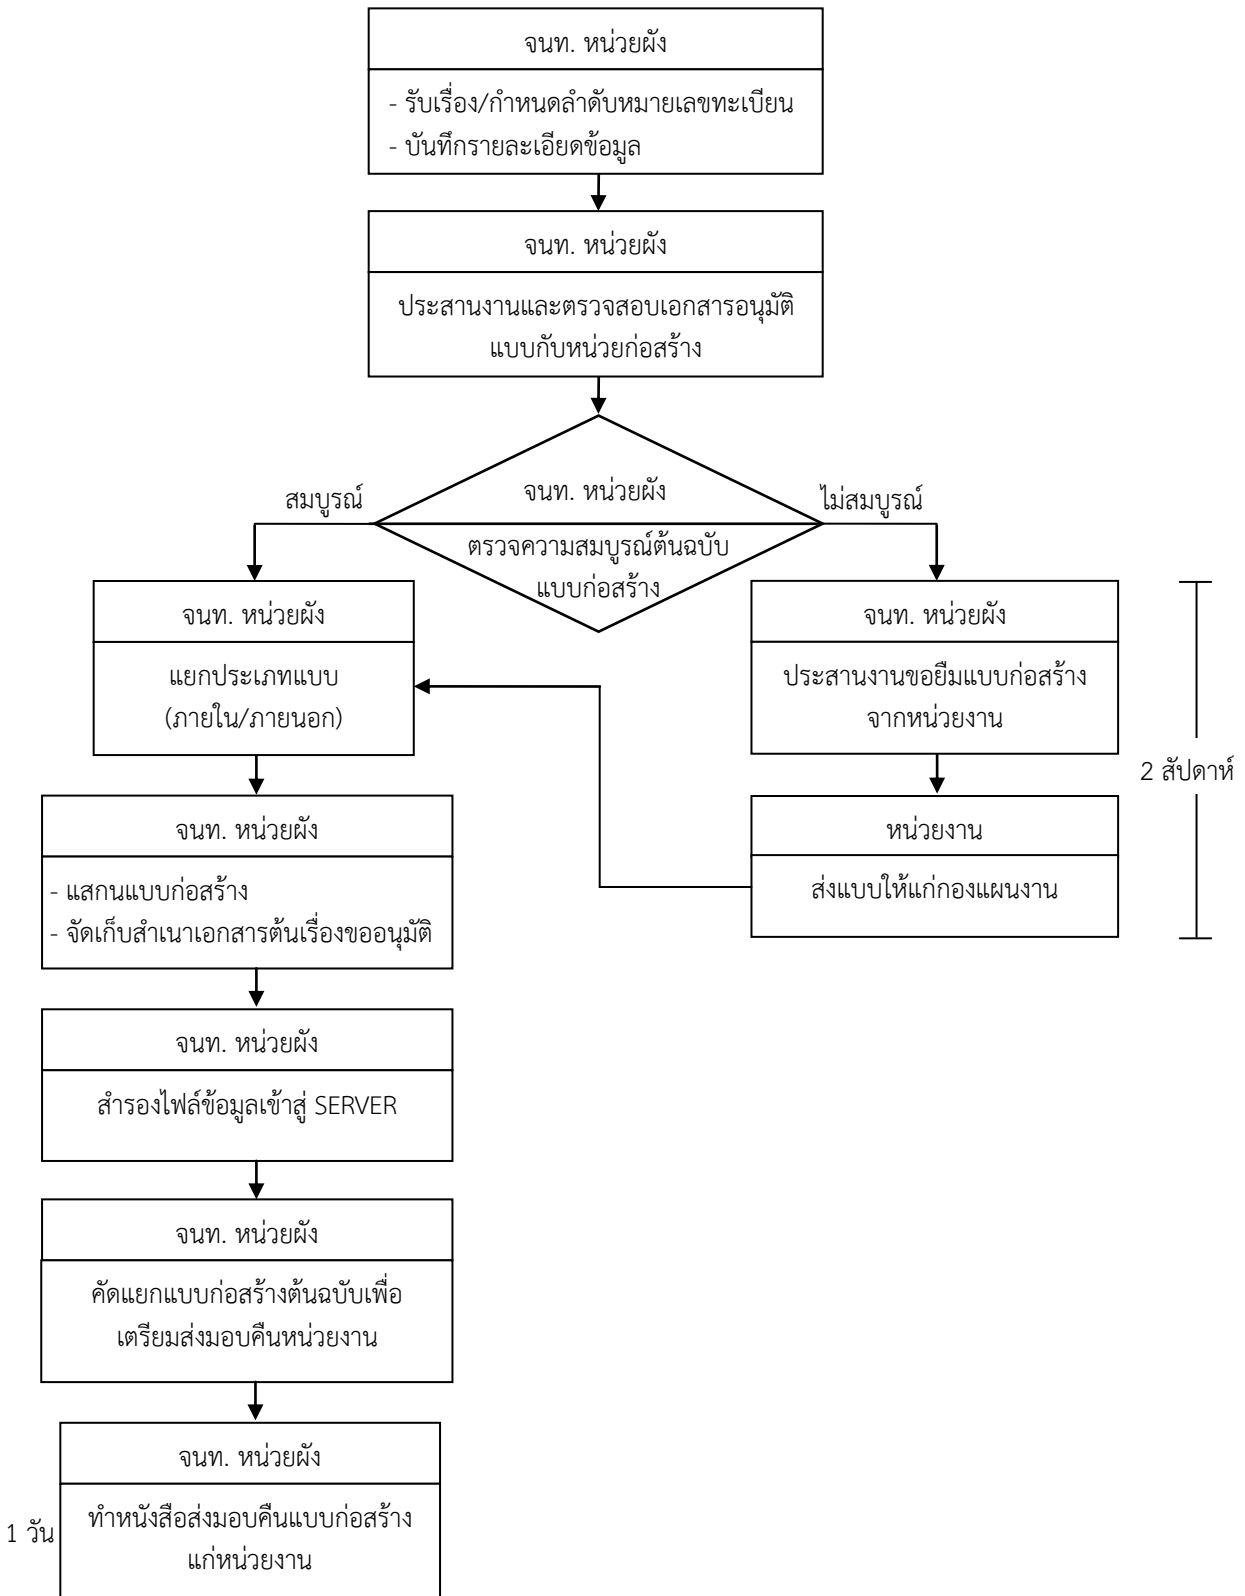 จนท. หน่วยผัง
- รับเรื่อง/กำหนดลำดับหมายเลขทะเบียน
- บันทึกรายละเอียดข้อมูล
จนท. หน่วยผัง
ประสานงานและตรวจสอบเอกสารอนุมัติ
แบบกับหน่วยก่อสร้าง
จนท. หน่วยผัง
ตรวจความสมบูรณ์ต้นฉบับ
แบบก่อสร้าง
สมบูรณ์
ไม่สมบูรณ์
จนท. หน่วยผัง
แยกประเภทแบบ
(ภายใน/ภายนอก)
จนท. หน่วยผัง
ประสานงานขอยืมแบบก่อสร้าง
จากหน่วยงาน
2 สัปดาห์
หน่วยงาน
ส่งแบบให้แก่กองแผนงาน
จนท. หน่วยผัง
- แสกนแบบก่อสร้าง
- จัดเก็บสำเนาเอกสารต้นเรื่องขออนุมัติ
จนท. หน่วยผัง
สำรองไฟล์ข้อมูลเข้าสู่ SERVER
จนท. หน่วยผัง
คัดแยกแบบก่อสร้างต้นฉบับเพื่อ
เตรียมส่งมอบคืนหน่วยงาน
จนท. หน่วยผัง
1 วัน
ทำหนังสือส่งมอบคืนแบบก่อสร้าง
แก่หน่วยงาน